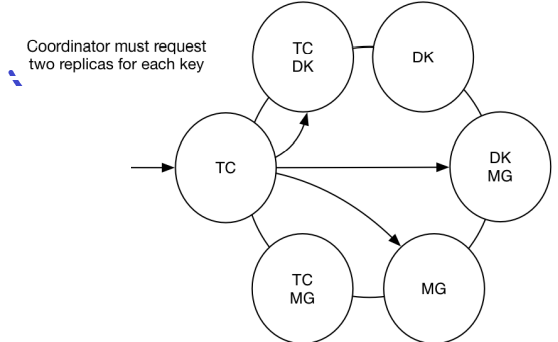 Coordinator must request
two replicas for each key
TC
DK
DK
TC
DK
MG
TC
MG
MG